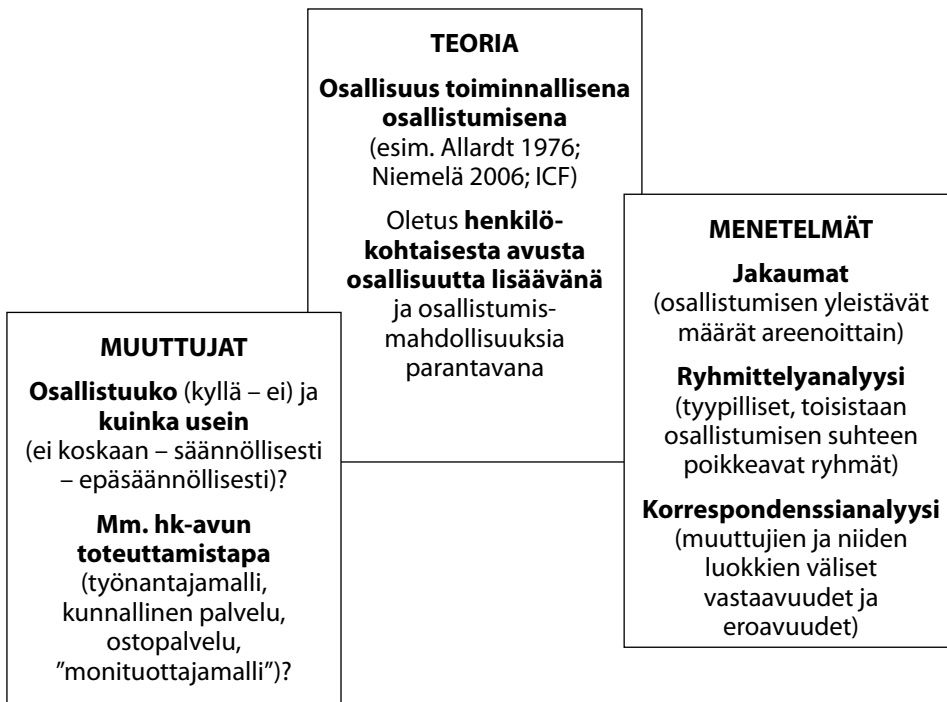 TEORIA
Osallisuus toiminnallisena
osallistumisena
(esim. Allardt 1976;
Niemelä 2006; ICF)
Oletus henkilö-
kohtaisesta avusta
osallisuutta lisäävänä
ja osallistumis-
mahdollisuuksia
parantavana
MUUTTUJAT
Osallistuuko (kyllä – ei) ja
kuinka usein
(ei koskaan – säännöllisesti
– epäsäännöllisesti)?
Mm. hk-avun
toteuttamistapa
(työnantajamalli,
kunnallinen palvelu,
ostopalvelu,
”monituottajamalli”)?
MENETELMÄT
Jakaumat
(osallistumisen yleistävät
määrät areenoittain)
Ryhmittelyanalyysi
(tyypilliset, toisistaan
osallistumisen suhteen
poikkeavat ryhmät)
Korrespondenssianalyysi
(muuttujien ja niiden
luokkien väliset
vastaavuudet ja
eroavuudet)